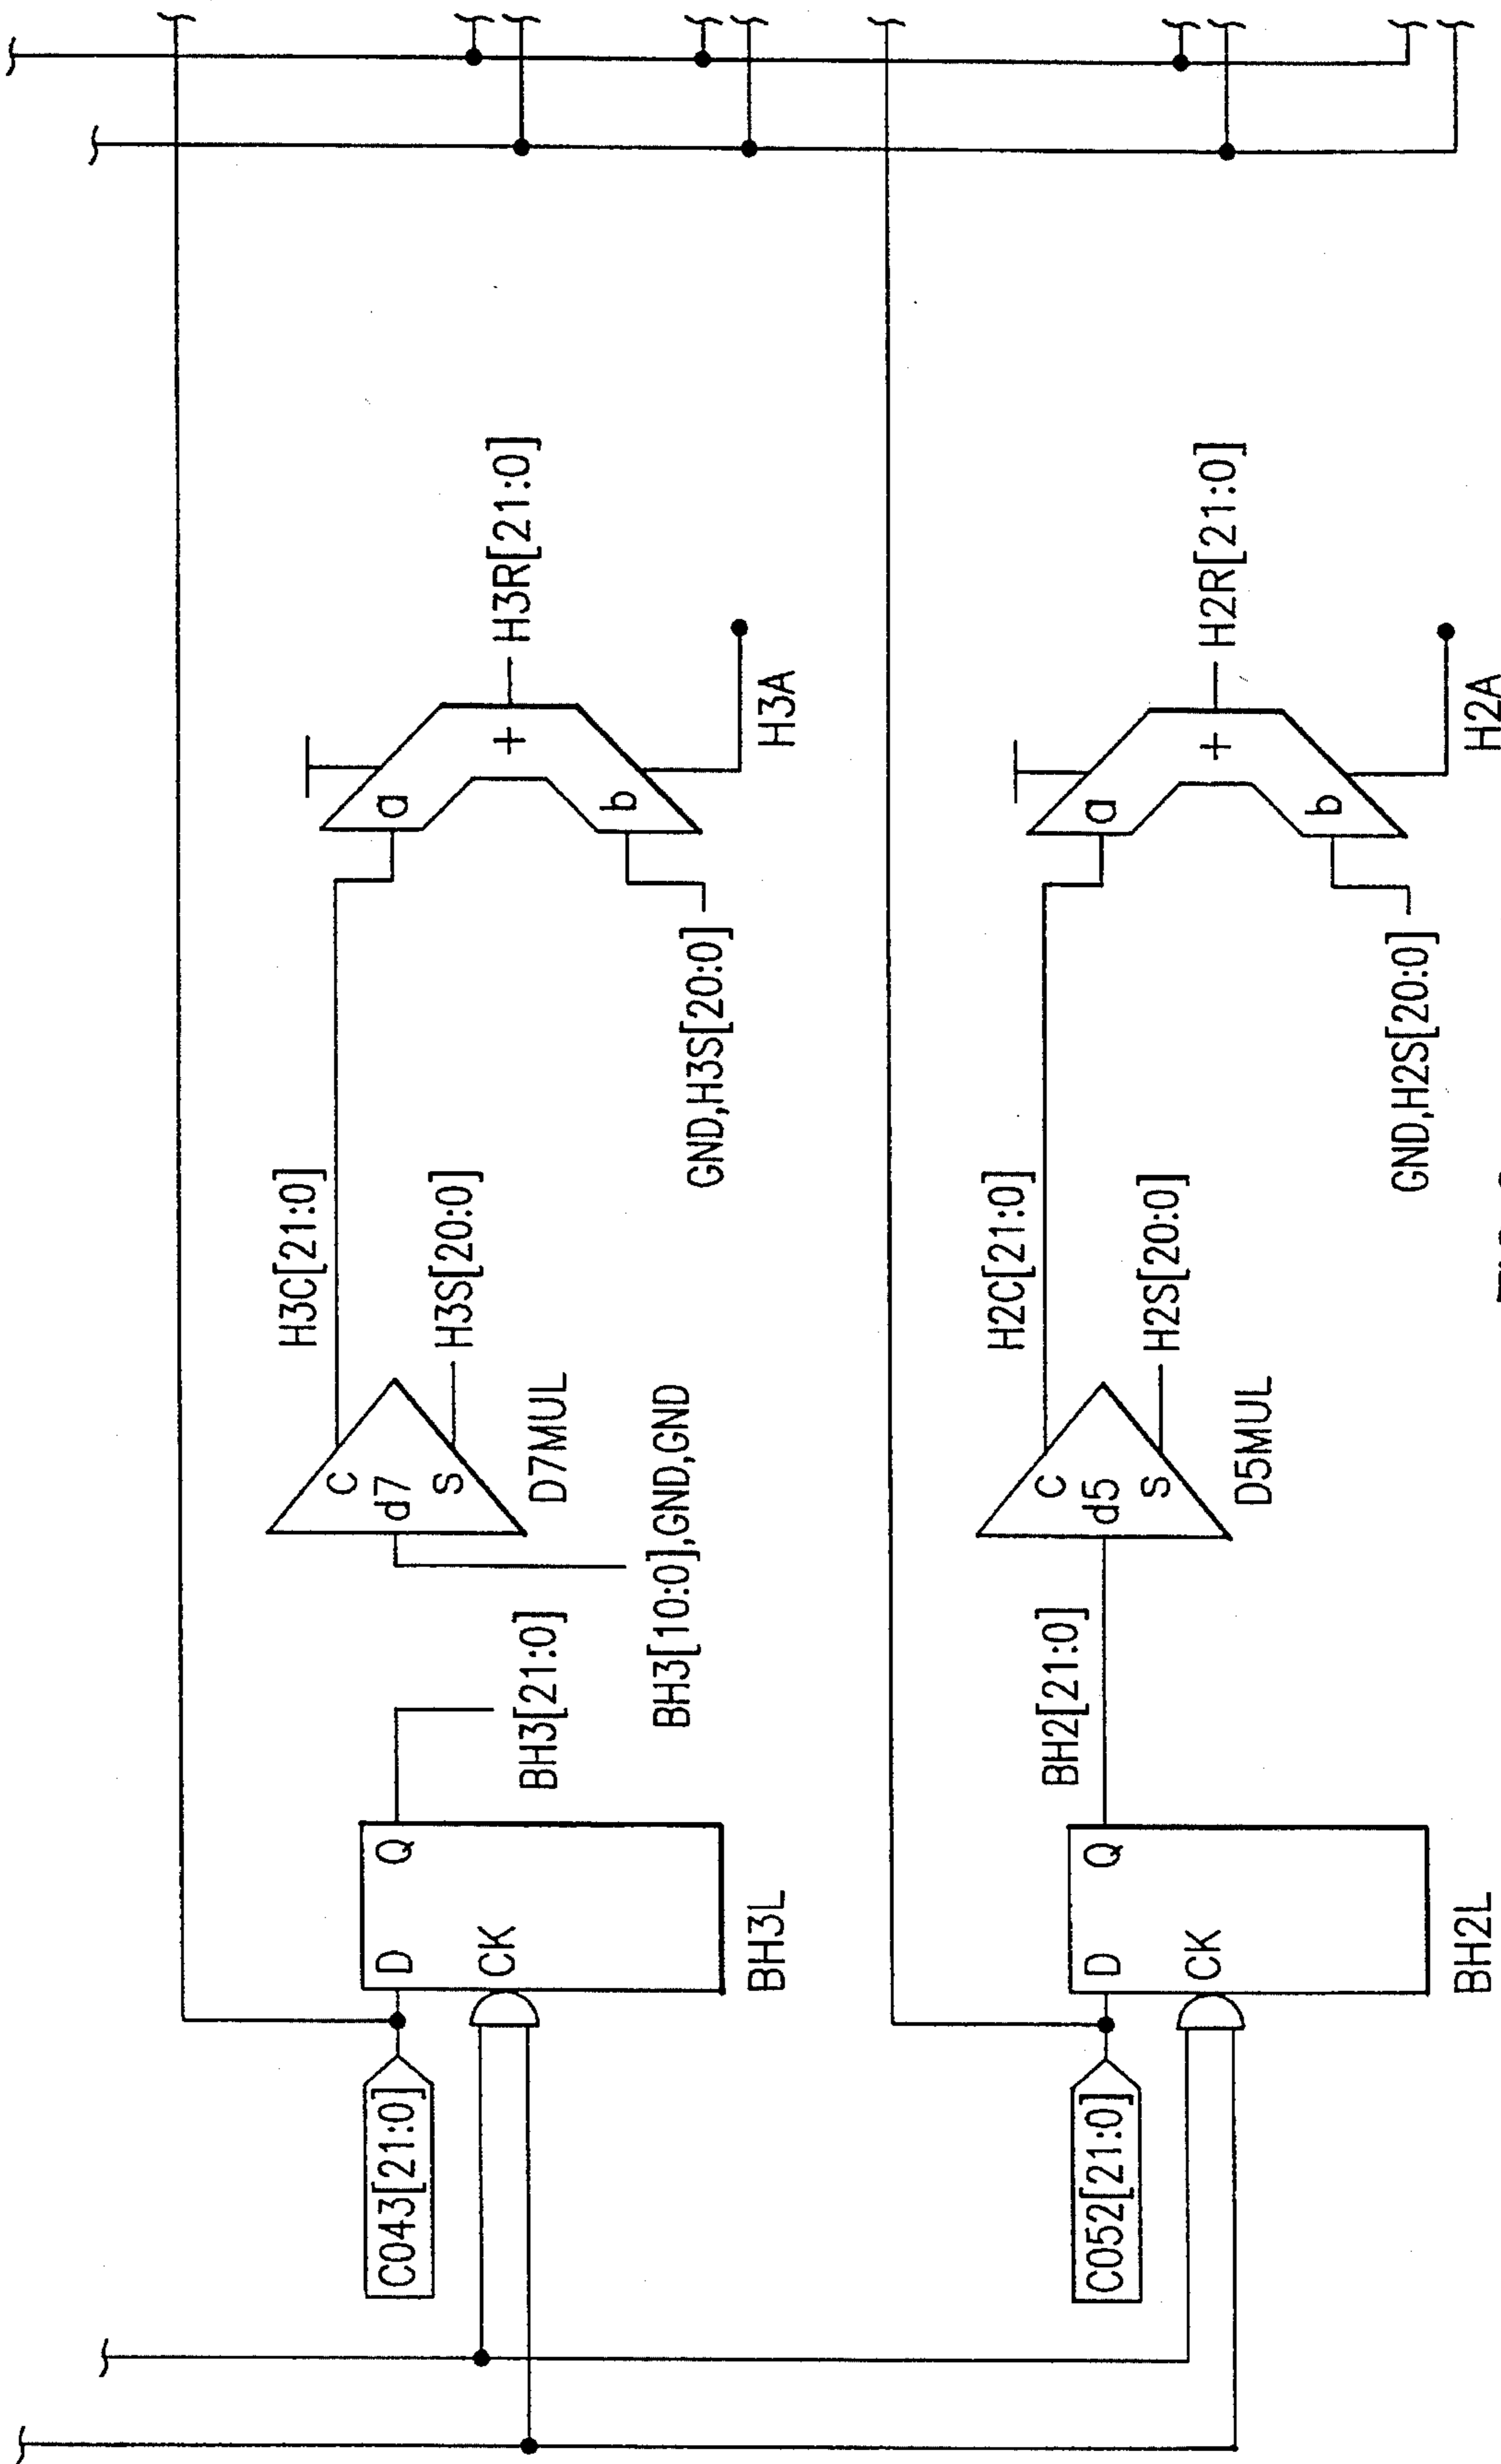 C043[21:0]
D
Q
CK
BH3L
BH3[21:0]
BH3[10:0],GND,GND
C
d7
S
D7MUL
H3C[21:0]
H3S[20:0]
GND,H3S[20:0]
a
b
+
H3R[21:0]
H3A
C052[21:0]
D
Q
CK
BH2L
BH2[21:0]
C
d5
S
D5MUL
H2C[21:0]
H2S[20:0]
GND,H2S[20:0]
a
b
+
H2R[21:0]
H2A